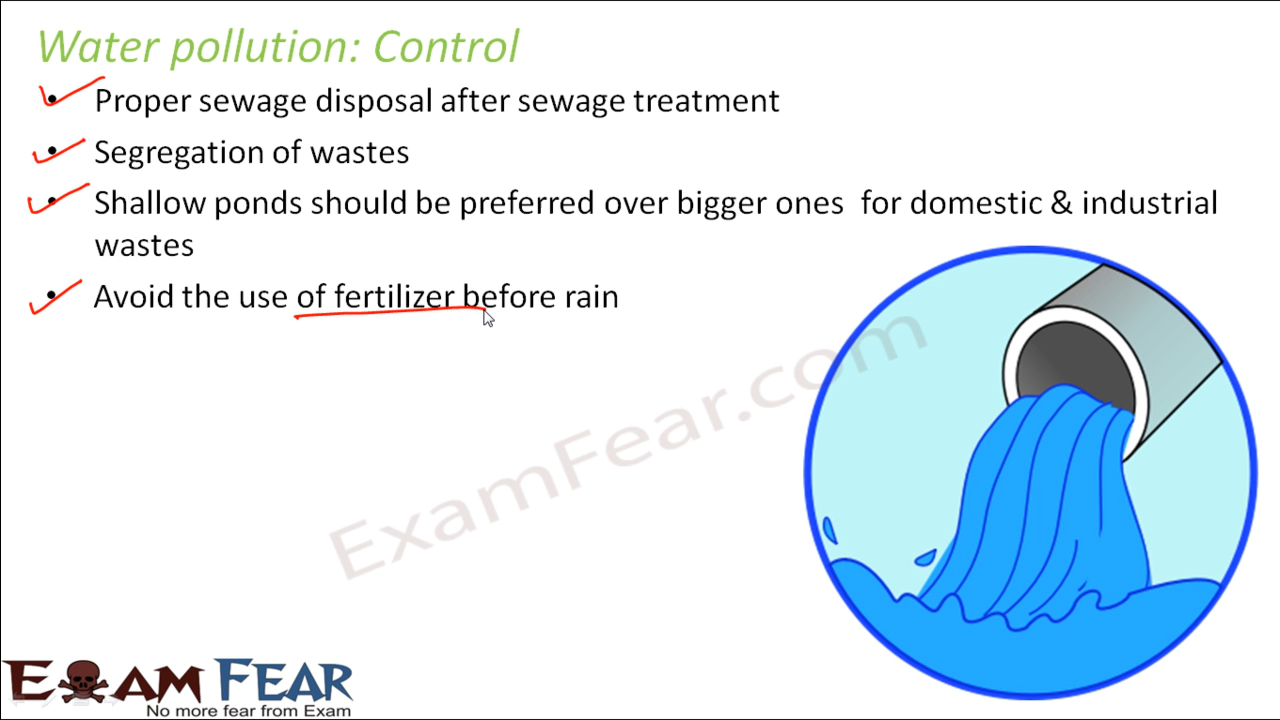 Water pollution: Control
• Proper sewage disposal after sewage treatment
• Segregation of wastes
• Shallow ponds should be preferred over bigger ones for domestic & industrial
wastes
• Avoid the use of fertilizer before rain
ExamFear.com
EXAM FEAR
No more fear from Exam